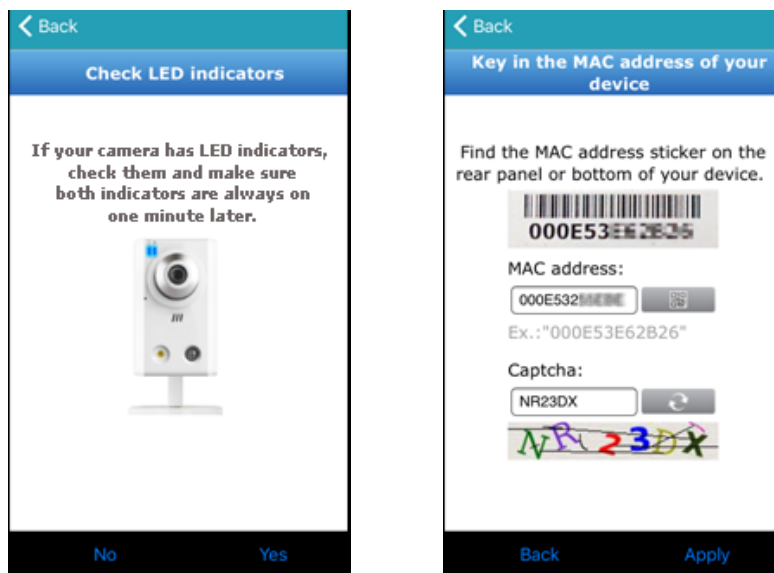 Back
Check LED indicators
If your camera has LED indicators,
check them and make sure
both indicators are always on
one minute later.
No
Yes
Back
Key in the MAC address of your
device
Find the MAC address sticker on the
rear panel or bottom of your device.
000E53
MAC address:
000E532
Ex.:"000E53E62B26"
Captcha:
NR23DX
NR23DX
Back
Apply